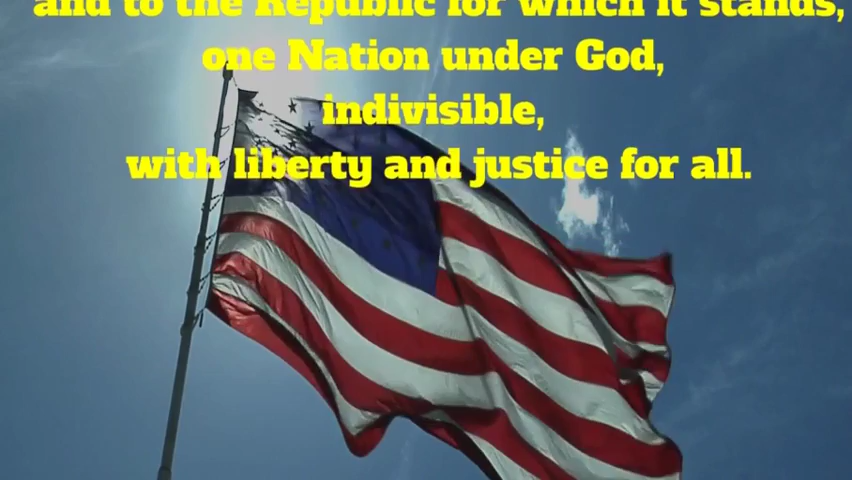 and to the Republic for which it stands,
one Nation under God,
indivisible,
with liberty and justice for all.